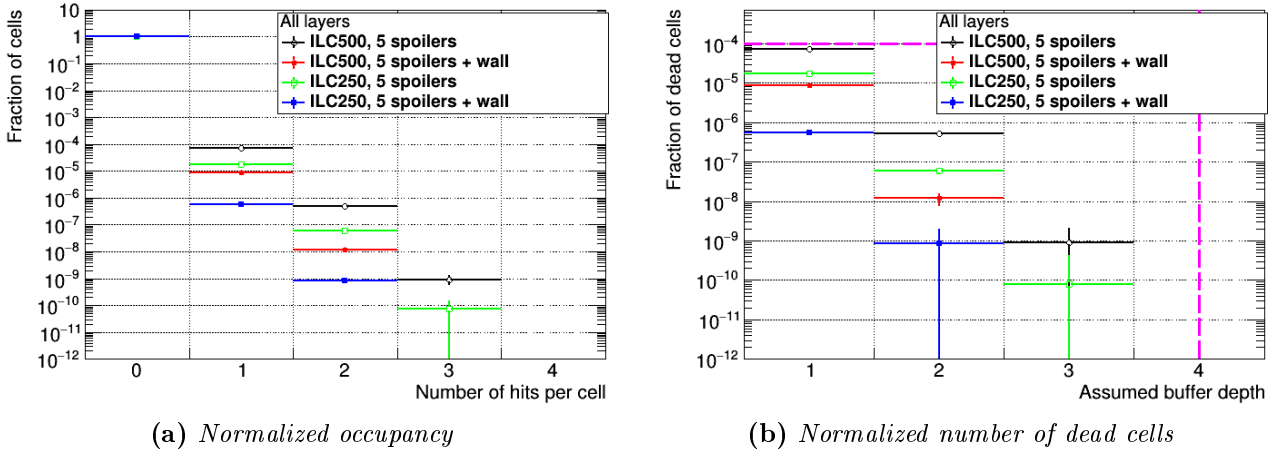 Fraction of cells
10
1
10⁻¹
10⁻²
10⁻³
10⁻⁴
10⁻⁵
10⁻⁶
10⁻⁷
10⁻⁸
10⁻⁹
10⁻¹⁰
10⁻¹¹
10⁻¹²
All layers
ILC500, 5 spoilers
ILC500, 5 spoilers + wall
ILC250, 5 spoilers
ILC250, 5 spoilers + wall
0 1 2 3 4
Number of hits per cell
(a) Normalized occupancy
Fraction of dead cells
10⁻⁴
10⁻⁵
10⁻⁶
10⁻⁷
10⁻⁸
10⁻⁹
10⁻¹⁰
10⁻¹¹
10⁻¹²
All layers
ILC500, 5 spoilers
ILC500, 5 spoilers + wall
ILC250, 5 spoilers
ILC250, 5 spoilers + wall
1 2 3 4
Assumed buffer depth
(b) Normalized number of dead cells